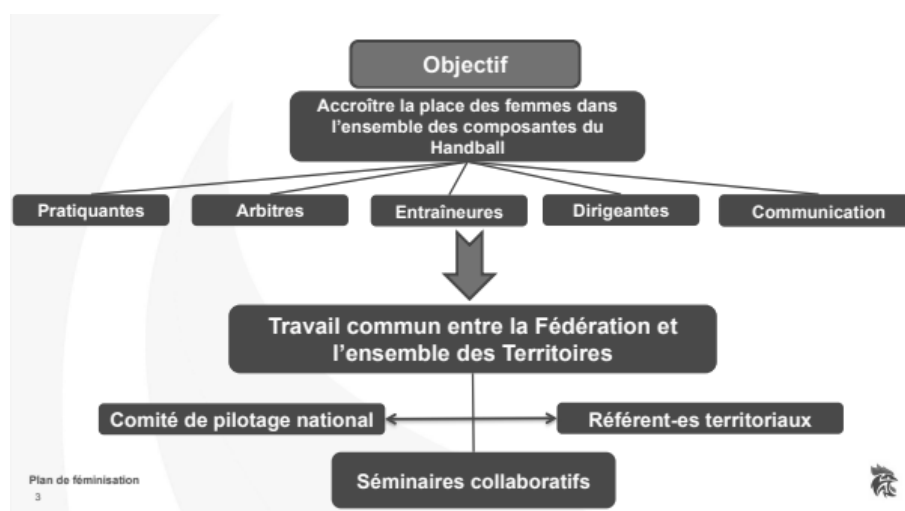 Objectif
Accroître la place des femmes dans
l'ensemble des composantes du
Handball
Pratiquantes
Arbitres
Entraîneures
Dirigeantes
Communication
Travail commun entre la Fédération et
l'ensemble des Territoires
Comité de pilotage national
Référent-es territoriaux
Séminaires collaboratifs
Plan de féminisation
3